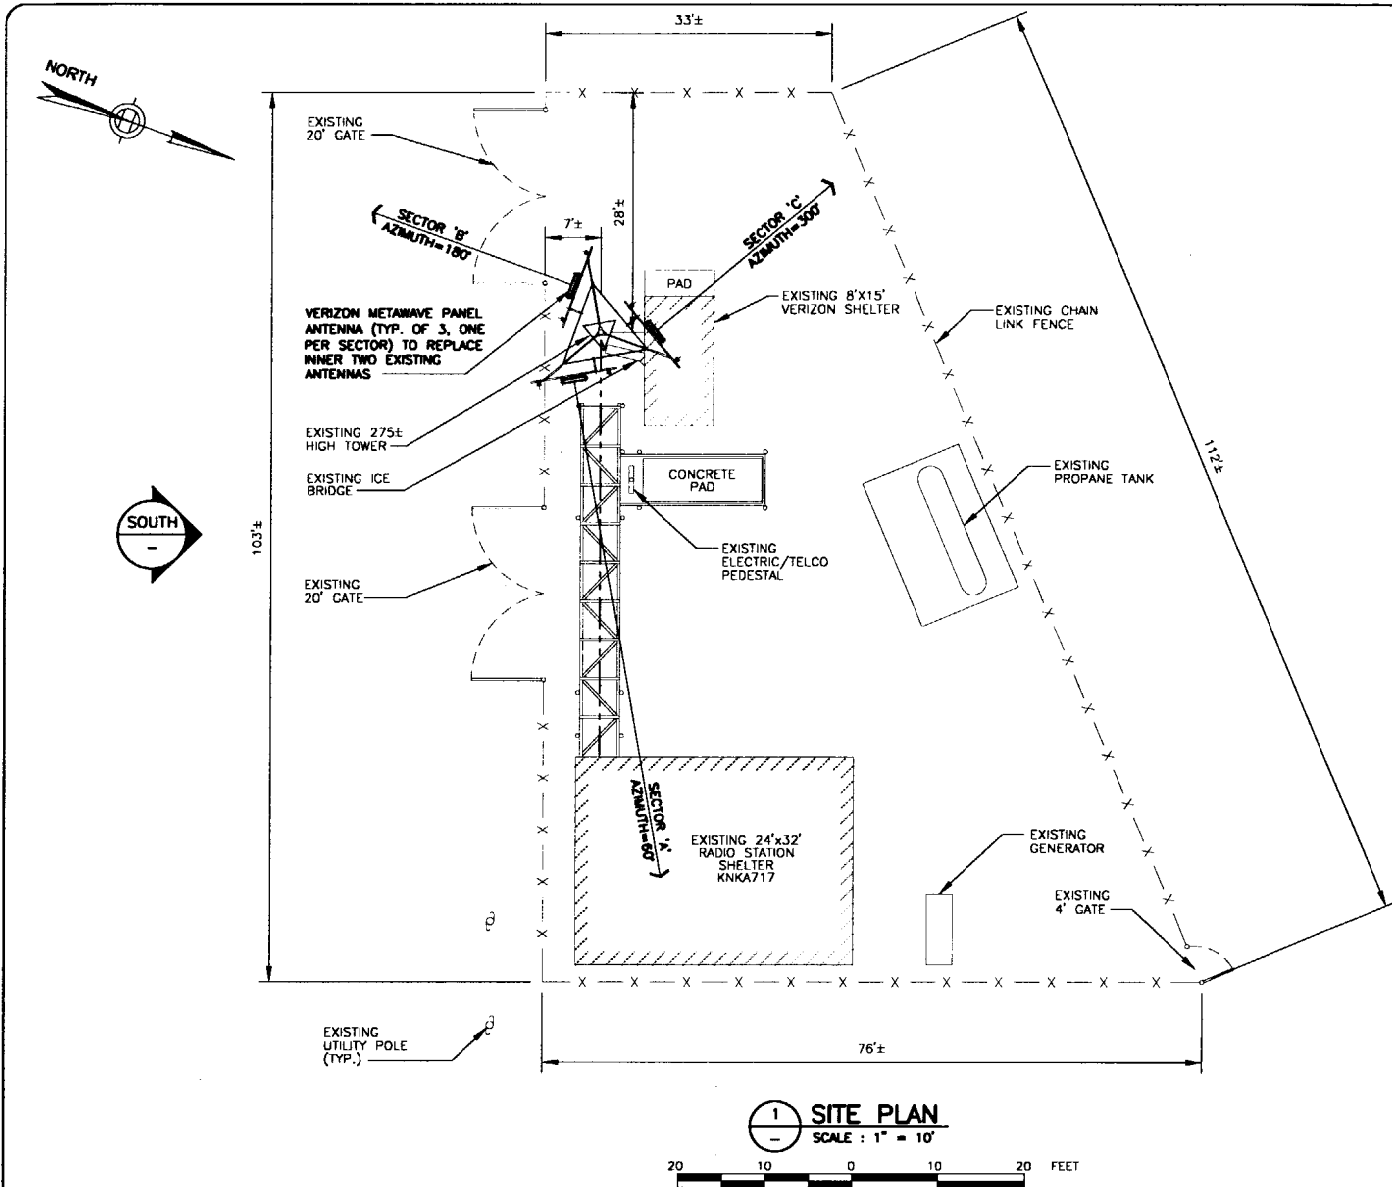 33'±
NORTH
EXISTING
20' GATE
SECTOR 'B'
AZIMUTH=180'
7'±
28'±
SECTOR 'C'
AZIMUTH=300'
PAD
EXISTING 8'X15'
VERIZON SHELTER
EXISTING CHAIN
LINK FENCE
VERIZON METAWAVE PANEL
ANTENNA (TYP. OF 3, ONE
PER SECTOR) TO REPLACE
INNER TWO EXISTING
ANTENNAS
EXISTING 275±
HIGH TOWER
EXISTING ICE
BRIDGE
CONCRETE
PAD
EXISTING
PROPANE TANK
112'±
SOUTH
–
103'±
EXISTING
ELECTRIC/TELCO
PEDESTAL
EXISTING
20' GATE
SECTOR 'A'
AZIMUTH=60'
EXISTING 24'x32'
RADIO STATION
SHELTER
KNKA717
EXISTING
GENERATOR
EXISTING
4' GATE
EXISTING
UTILITY POLE
(TYP.)
76'±
1
–
SITE PLAN
SCALE : 1" = 10'
20 10 0 10 20 FEET